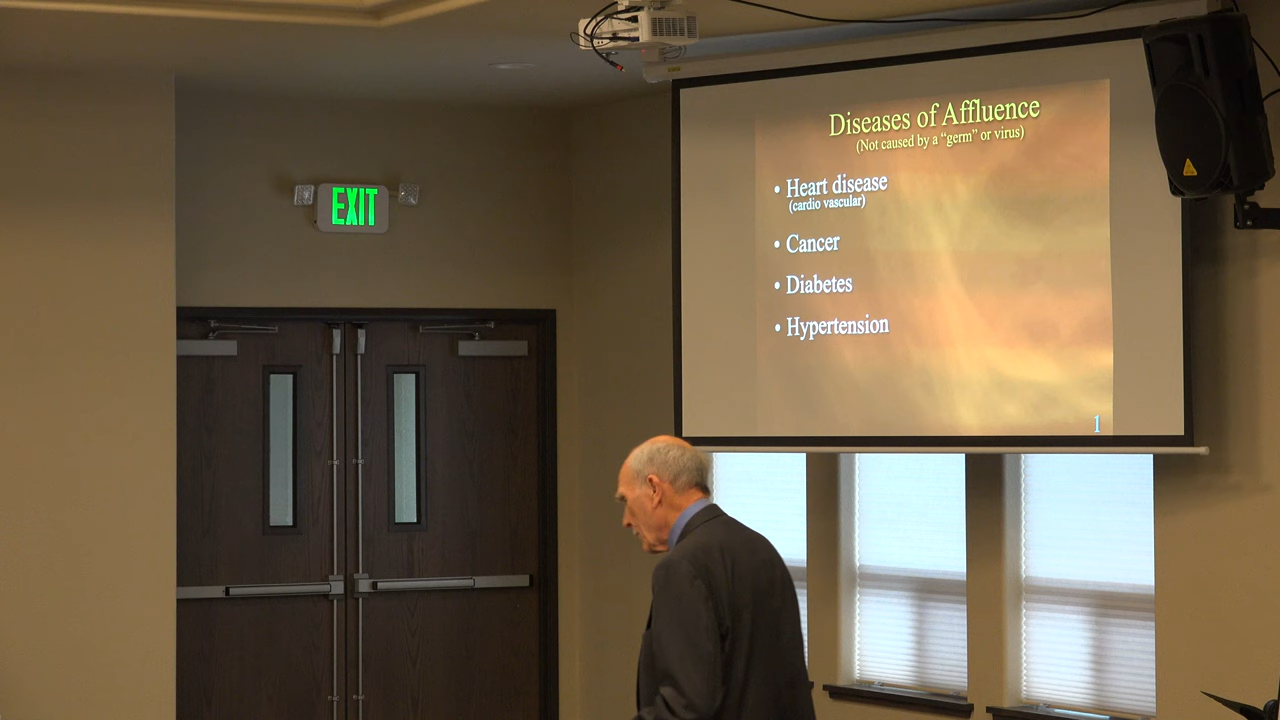 EXIT
Diseases of Affluence
(Not caused by a “germ” or virus)
• Heart disease
(cardio vascular)
• Cancer
• Diabetes
• Hypertension
1